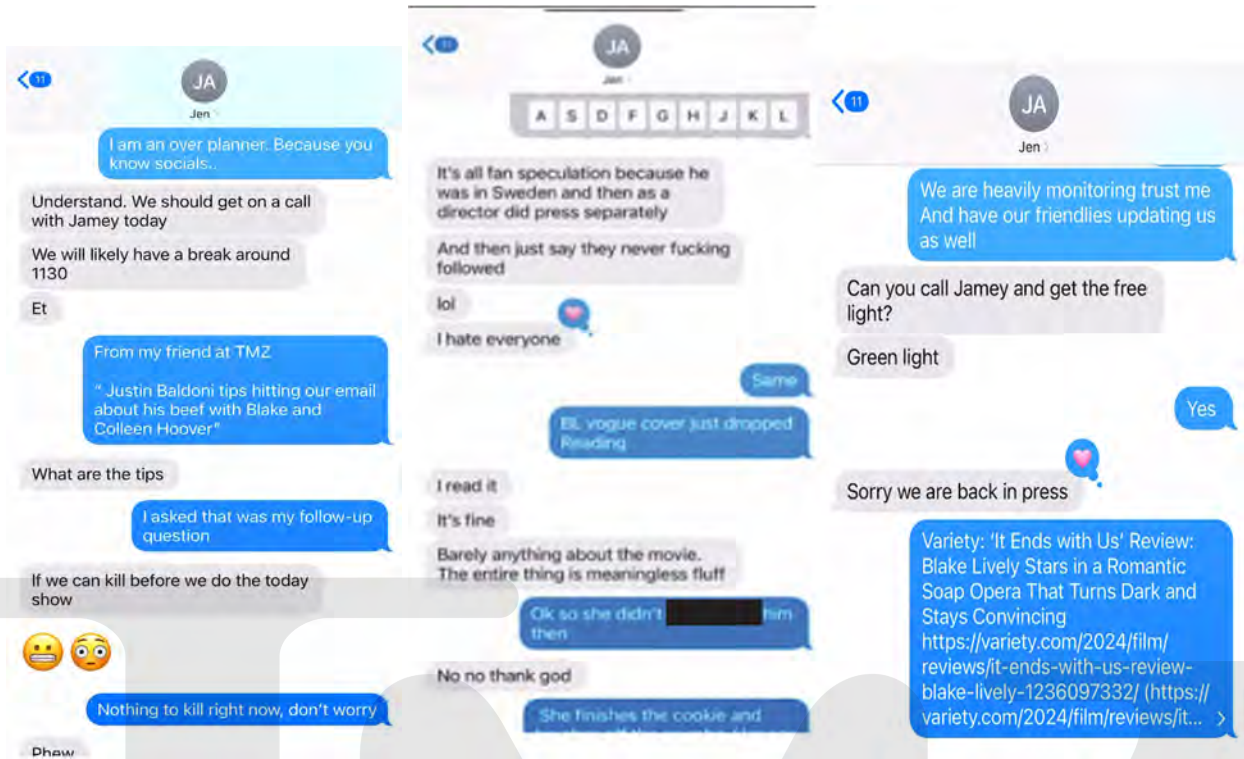 11
JA
Jen
I am an over planner. Because you
know socials..
Understand. We should get on a call
with Jamey today
We will likely have a break around
1130
Et
From my friend at TMZ
“ Justin Baldoni tips hitting our email
about his beef with Blake and
Colleen Hoover"
What are the tips
I asked that was my follow-up
question
If we can kill before we do the today
show
Nothing to kill right now, don't worry
Phew
11
JA
Jen
A S D F G H J K L
It's all fan speculation because he
was in Sweden and then as a
director did press separately
And then just say they never fucking
followed
lol
I hate everyone
Same
BL vogue cover just dropped
Reading
I read it
It's fine
Barely anything about the movie.
The entire thing is meaningless fluff
Ok so she didn't him
then
No no thank god
She finishes the cookie and
11
JA
Jen
We are heavily monitoring trust me
And have our friendlies updating us
as well
Can you call Jamey and get the free
light?
Green light
Yes
Sorry we are back in press
Variety: 'It Ends with Us' Review:
Blake Lively Stars in a Romantic
Soap Opera That Turns Dark and
Stays Convincing
https://variety.com/2024/film/
reviews/it-ends-with-us-review-
blake-lively-1236097332/ (https://
variety.com/2024/film/reviews/it...